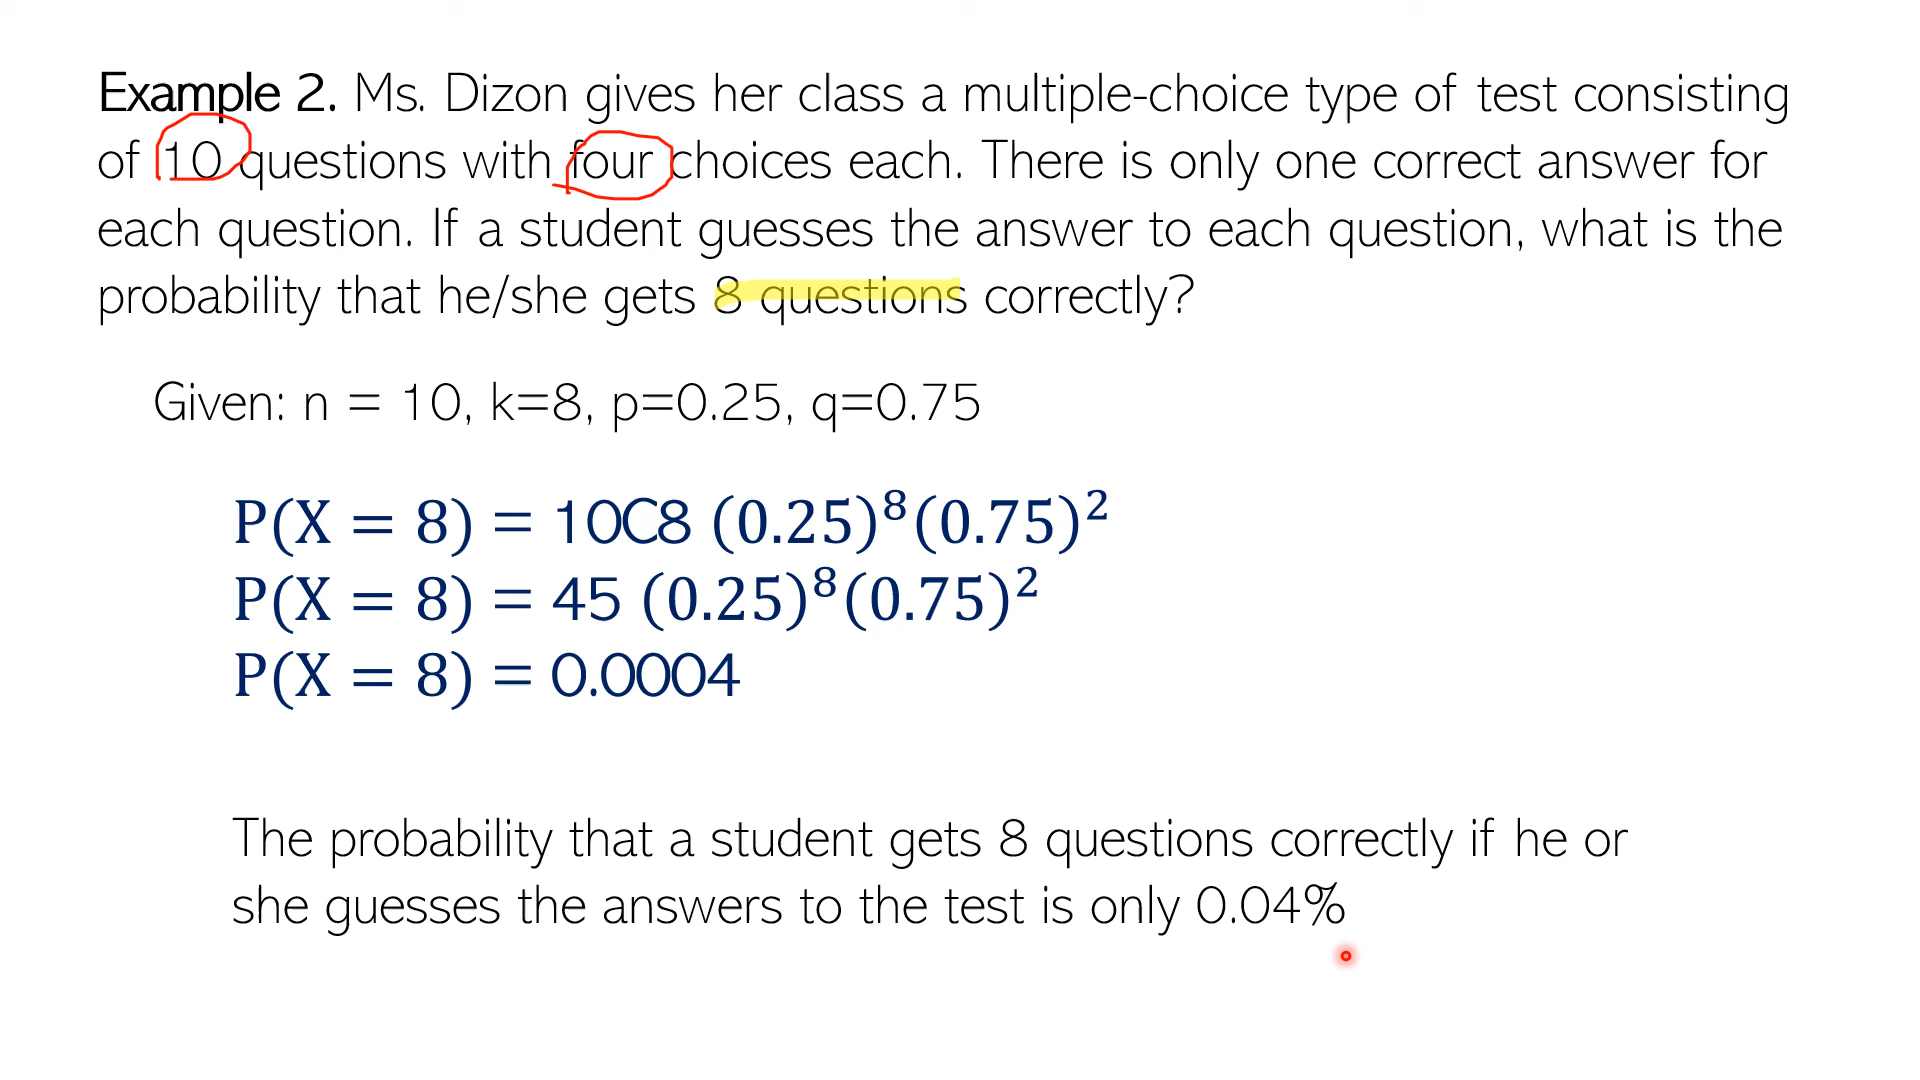 Example 2. Ms. Dizon gives her class a multiple-choice type of test consisting
of 10 questions with four choices each. There is only one correct answer for
each question. If a student guesses the answer to each question, what is the
probability that he/she gets 8 questions correctly?
Given: n = 10, k=8, p=0.25, q=0.75
P(X = 8) = 10C8 (0.25)⁸(0.75)²
P(X = 8) = 45 (0.25)⁸(0.75)²
P(X = 8) = 0.0004
The probability that a student gets 8 questions correctly if he or
she guesses the answers to the test is only 0.04%